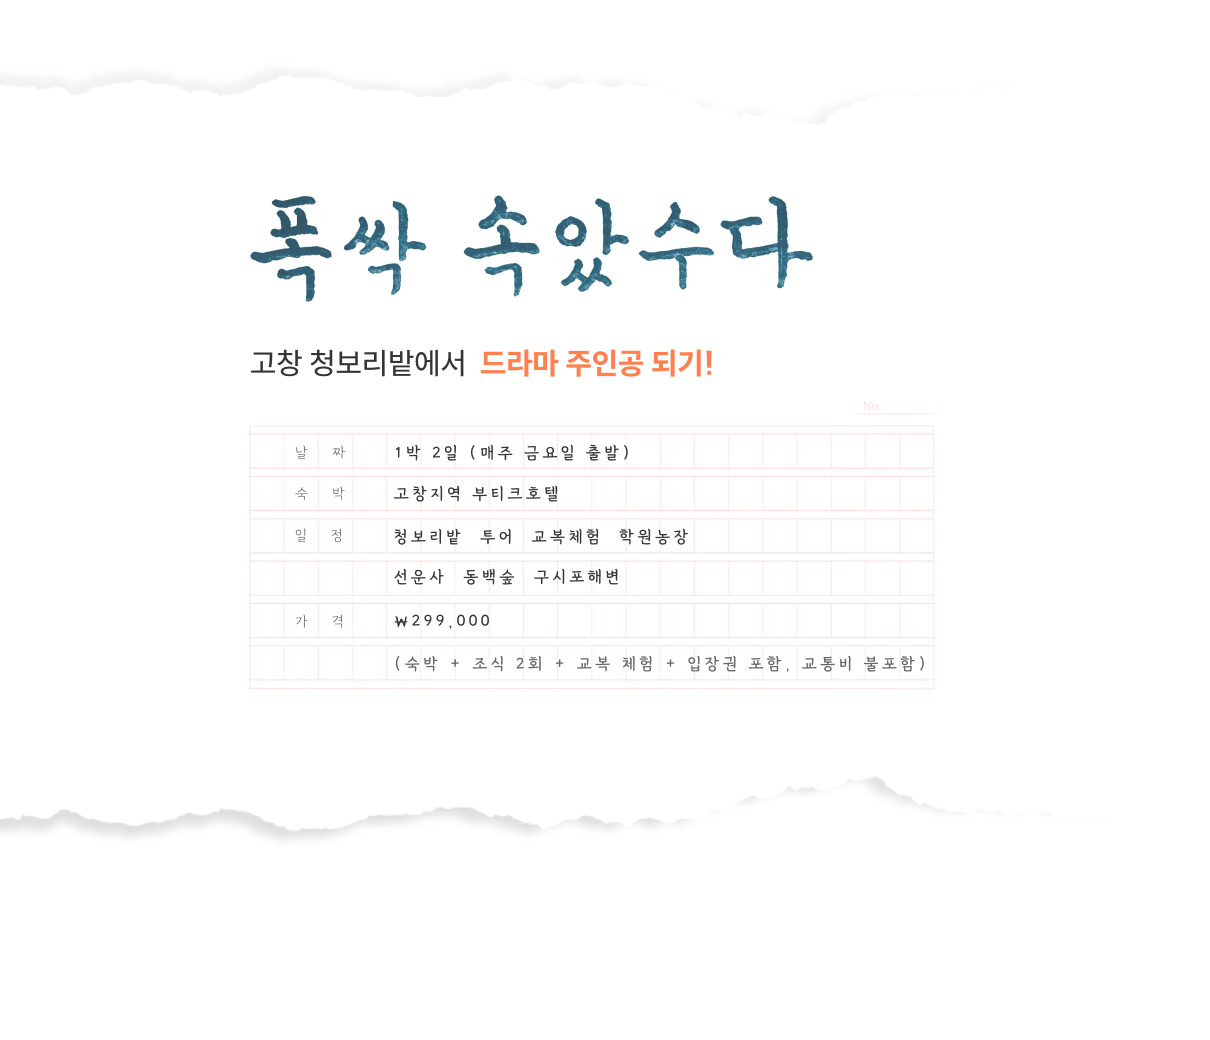 폭싹 속았수다
고창 청보리밭에서 드라마 주인공 되기!
No.
날 짜 1박 2일 (매주 금요일 출발)
숙 박 고창지역 부티크호텔
일 정 청보리밭 투어 교복체험 학원농장
선운사 동백숲 구시포해변
가 격 ₩299,000
(숙박 + 조식 2회 + 교복 체험 + 입장권 포함, 교통비 불포함)